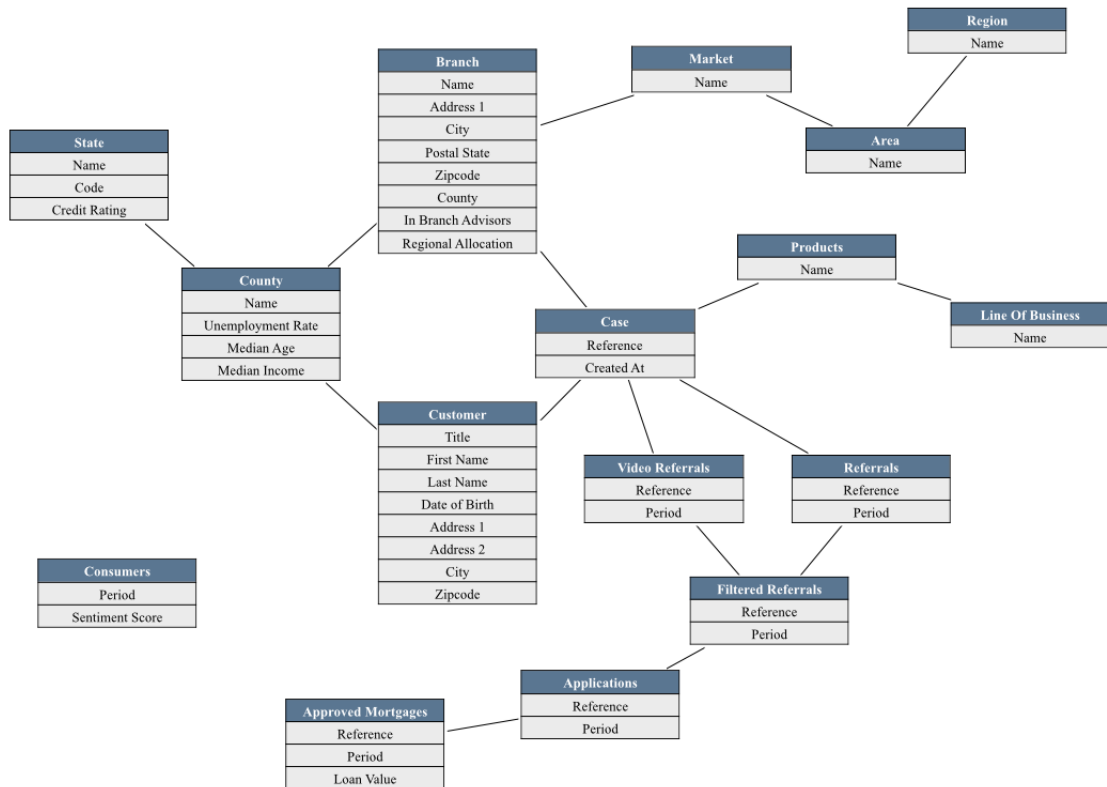 Region
Name
Branch
Name
Address 1
City
Postal State
Zipcode
County
In Branch Advisors
Regional Allocation
Market
Name
Area
Name
State
Name
Code
Credit Rating
Products
Name
County
Name
Unemployment Rate
Median Age
Median Income
Line Of Business
Name
Case
Reference
Created At
Customer
Title
First Name
Last Name
Date of Birth
Address 1
Address 2
City
Zipcode
Video Referrals
Reference
Period
Referrals
Reference
Period
Consumers
Period
Sentiment Score
Filtered Referrals
Reference
Period
Applications
Reference
Period
Approved Mortgages
Reference
Period
Loan Value